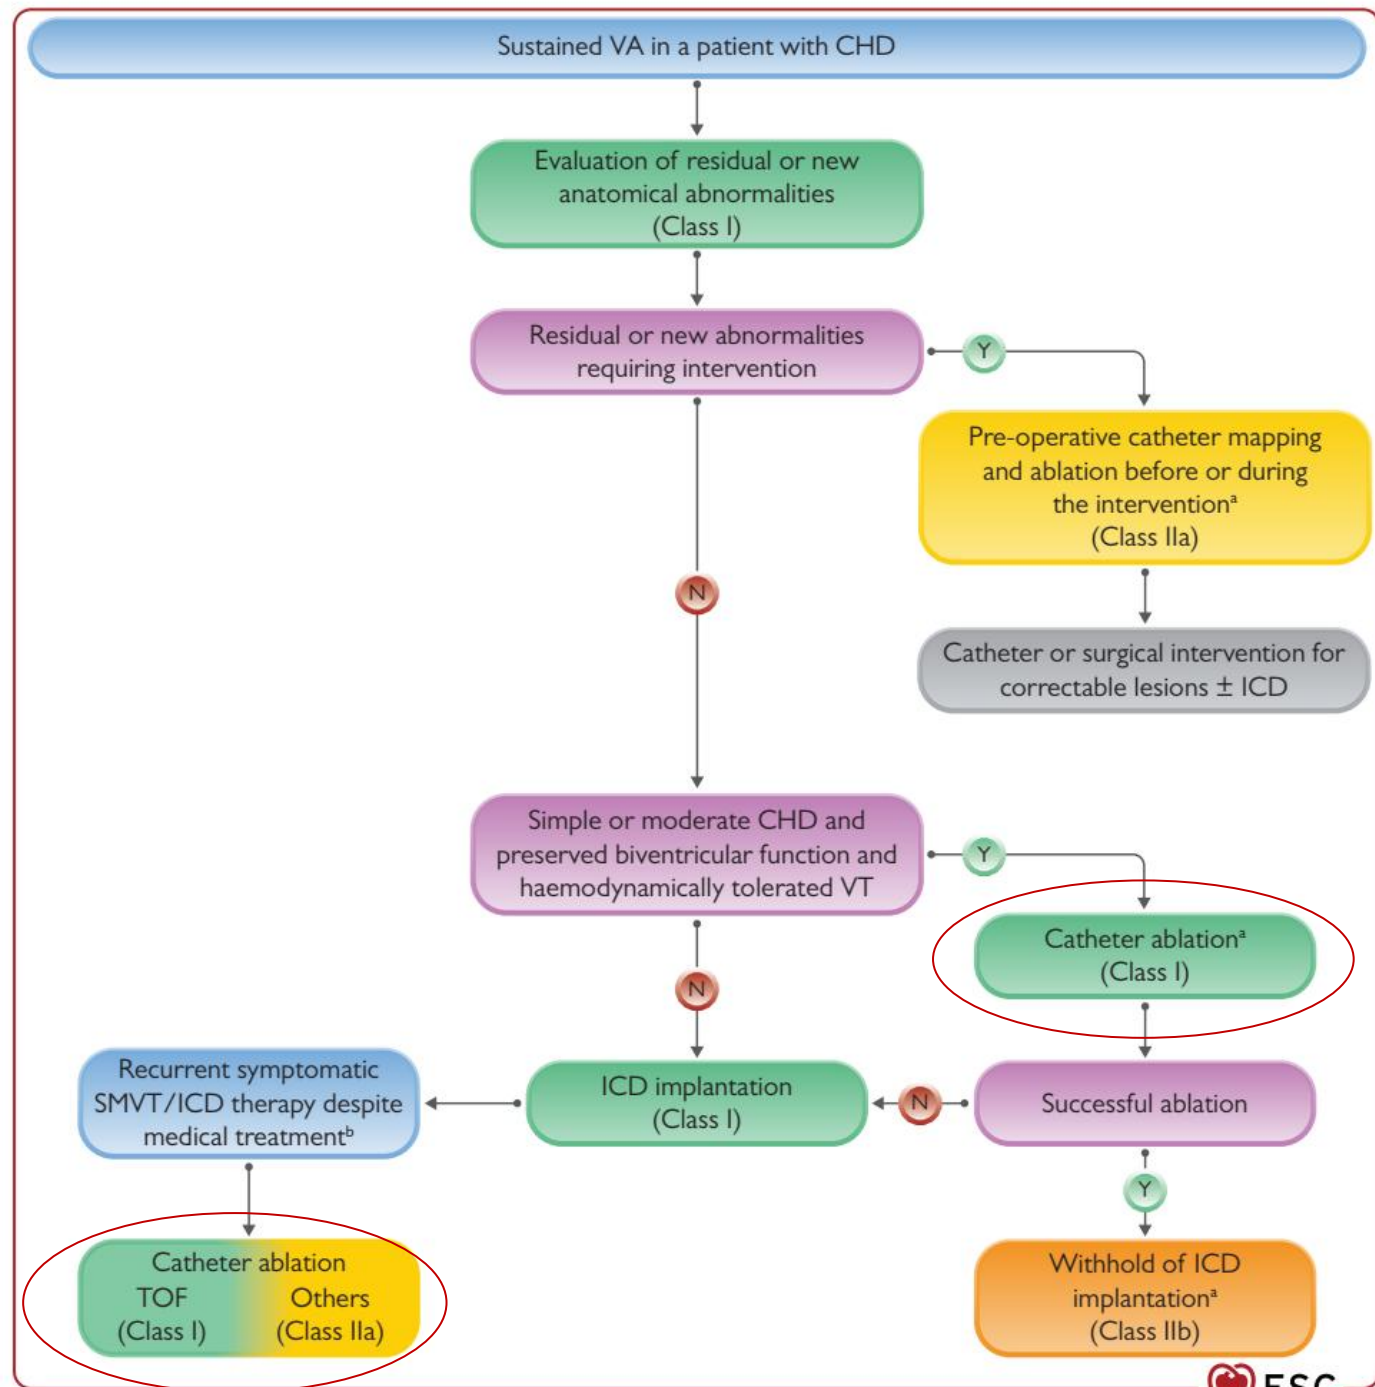 Sustained VA in a patient with CHD
Evaluation of residual or new
anatomical abnormalities
(Class I)
Residual or new abnormalities
requiring intervention
Y
Pre-operative catheter mapping
and ablation before or during
the interventionᵃ
(Class IIa)
N
Catheter or surgical intervention for
correctable lesions ± ICD
Simple or moderate CHD and
preserved biventricular function and
haemodynamically tolerated VT
Y
Catheter ablationᵃ
(Class I)
N
Recurrent symptomatic
SMVT/ICD therapy despite
medical treatmentᵇ
ICD implantation
(Class I)
N
Successful ablation
Y
Catheter ablation
TOF
(Class I)
Others
(Class IIa)
Withhold of ICD
implantationᵃ
(Class IIb)
ESC